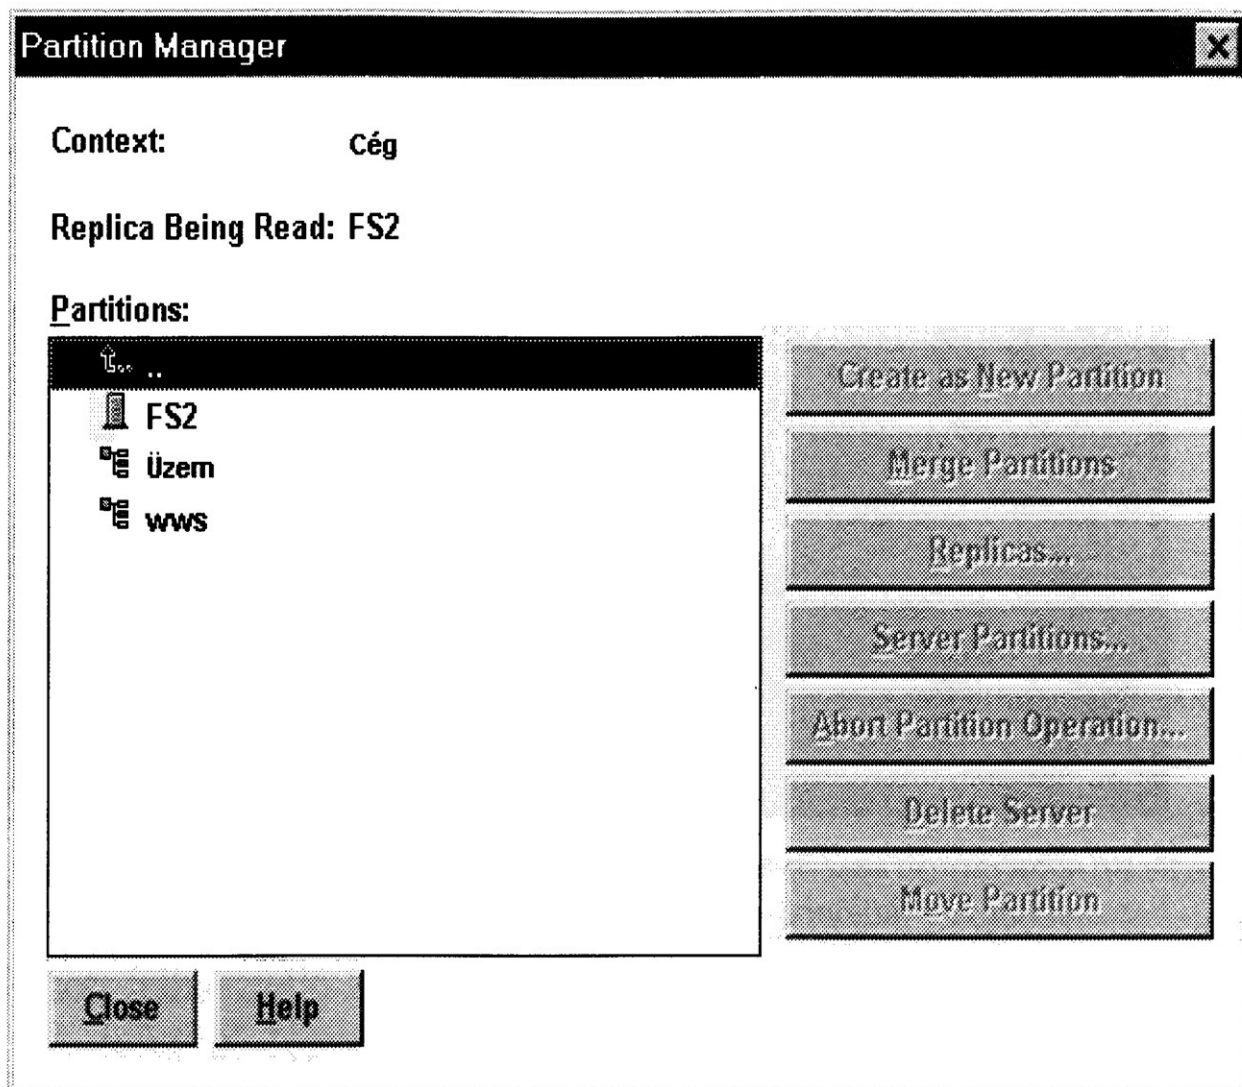 Partition Manager
Context: Cég
Replica Being Read: FS2
Partitions:
..
FS2
Üzem
wws
Create as New Partition
Merge Partitions
Replicas...
Server Partitions...
Abort Partition Operation...
Delete Server
Move Partition
Close
Help